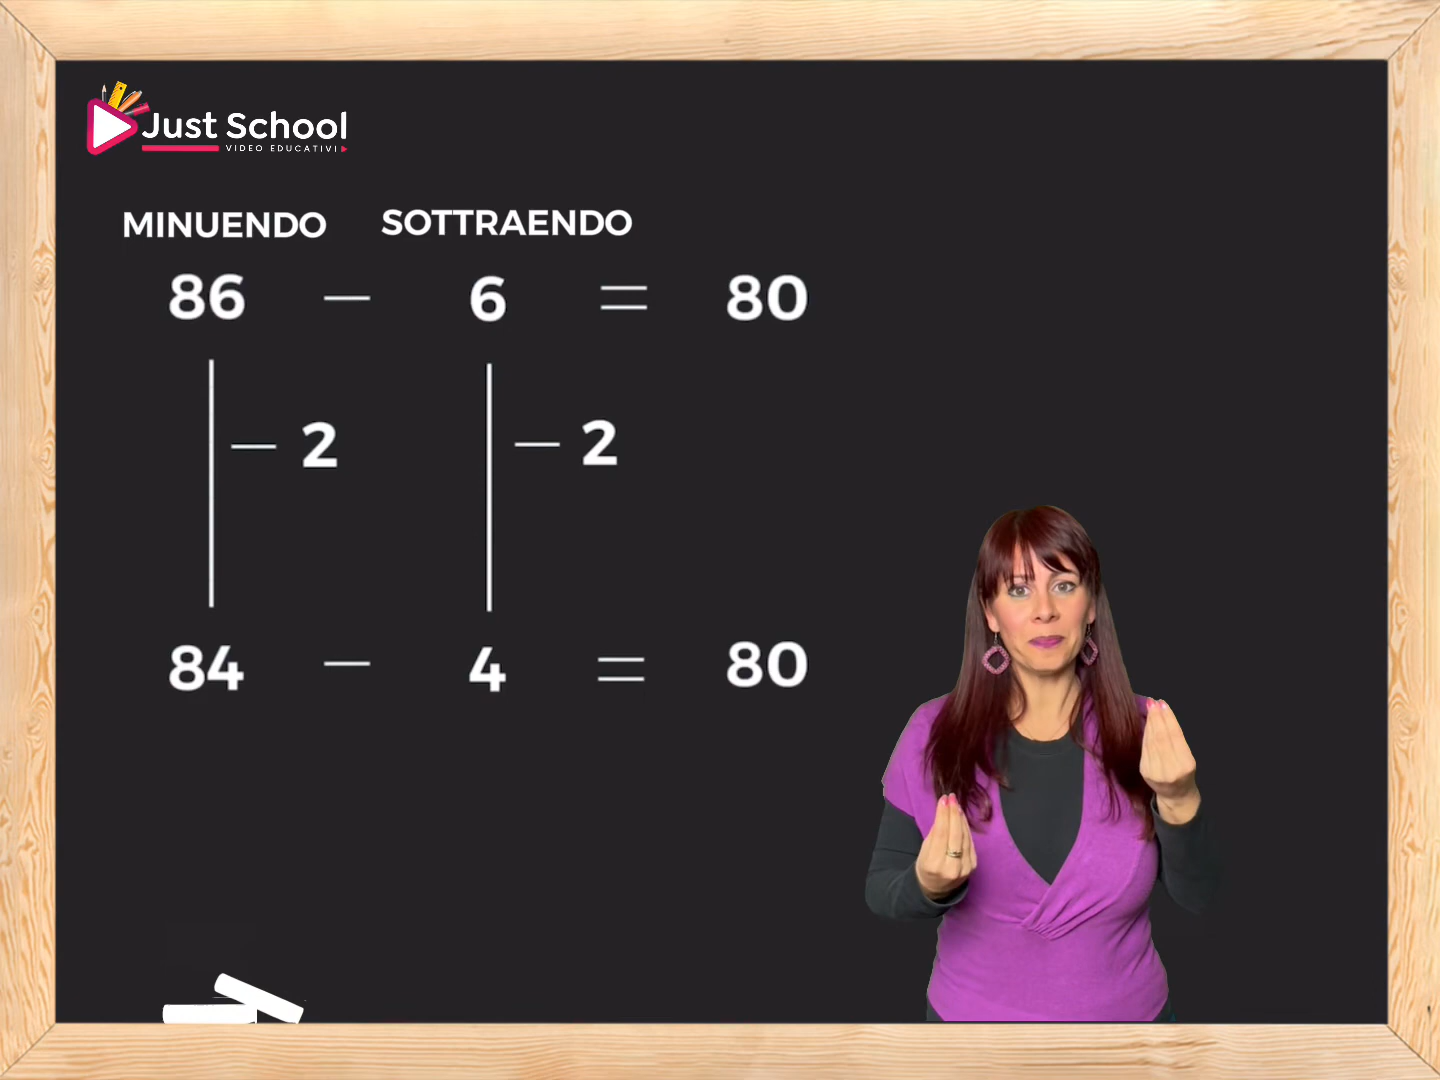 Just School
VIDEO EDUCATIVI
MINUENDO SOTTRAENDO
86 − 6 = 80
− 2 − 2
84 − 4 = 80